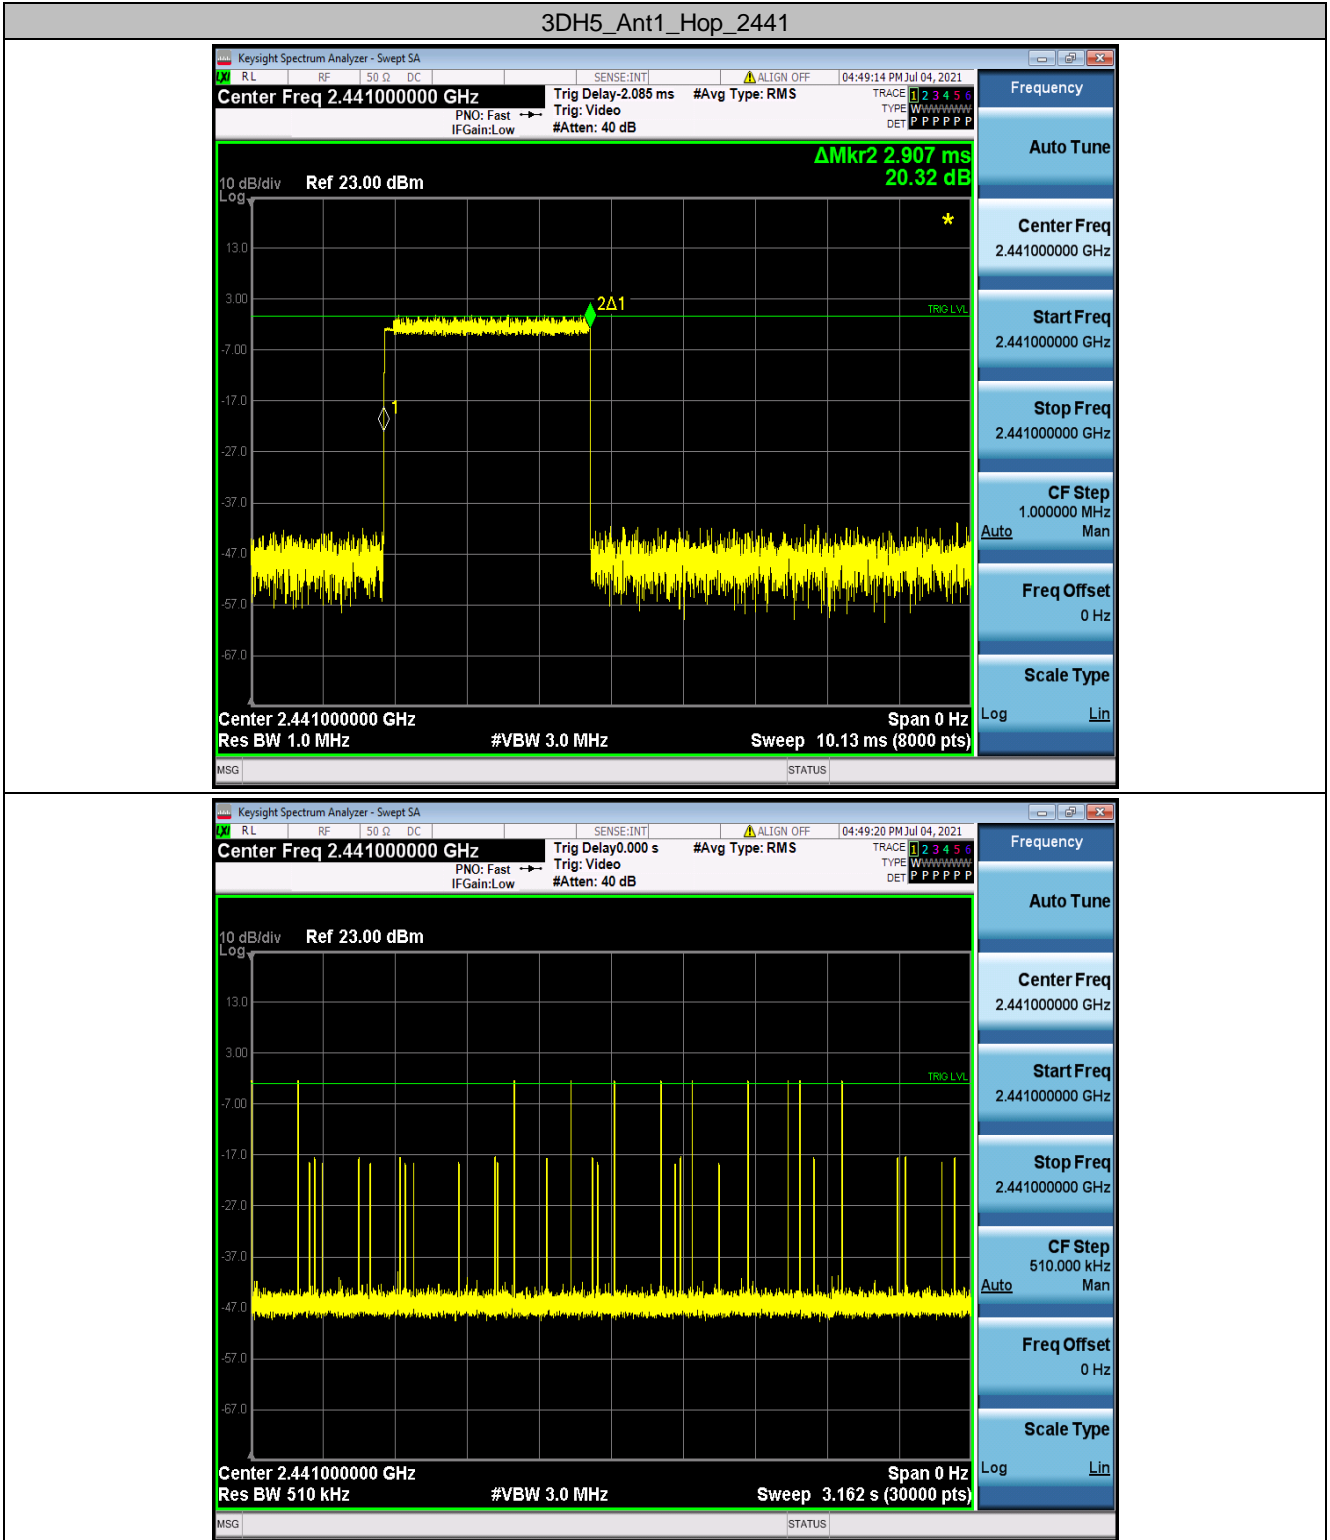 3DH5_Ant1_Hop_2441
Keysight Spectrum Analyzer - Swept SA
LXI RL RF 50 Ω DC SENSE:INT ALIGN OFF 04:49:14 PM Jul 04, 2021
Center Freq 2.441000000 GHz
PNO: Fast
IFGain:Low
Trig Delay-2.085 ms
Trig: Video
#Atten: 40 dB
#Avg Type: RMS
TRACE 1 2 3 4 5 6
TYPE WWWWWW
DET P P P P P P
ΔMkr2 2.907 ms
20.32 dB
10 dB/div
Log
Ref 23.00 dBm
13.0
3.00
-7.00
-17.0
-27.0
-37.0
-47.0
-57.0
-67.0
2Δ1
TRIG LVL
1
*
Center 2.441000000 GHz
Span 0 Hz
Res BW 1.0 MHz
#VBW 3.0 MHz
Sweep 10.13 ms (8000 pts)
MSG
STATUS
Frequency
Auto Tune
Center Freq
2.441000000 GHz
Start Freq
2.441000000 GHz
Stop Freq
2.441000000 GHz
CF Step
1.000000 MHz
Auto Man
Freq Offset
0 Hz
Scale Type
Log Lin
Keysight Spectrum Analyzer - Swept SA
LXI RL RF 50 Ω DC SENSE:INT ALIGN OFF 04:49:20 PM Jul 04, 2021
Center Freq 2.441000000 GHz
PNO: Fast
IFGain:Low
Trig Delay0.000 s
Trig: Video
#Atten: 40 dB
#Avg Type: RMS
TRACE 1 2 3 4 5 6
TYPE WWWWWW
DET P P P P P P
10 dB/div
Log
Ref 23.00 dBm
13.0
3.00
-7.00
-17.0
-27.0
-37.0
-47.0
-57.0
-67.0
TRIG LVL
Center 2.441000000 GHz
Span 0 Hz
Res BW 510 kHz
#VBW 3.0 MHz
Sweep 3.162 s (30000 pts)
MSG
STATUS
Frequency
Auto Tune
Center Freq
2.441000000 GHz
Start Freq
2.441000000 GHz
Stop Freq
2.441000000 GHz
CF Step
510.000 kHz
Auto Man
Freq Offset
0 Hz
Scale Type
Log Lin